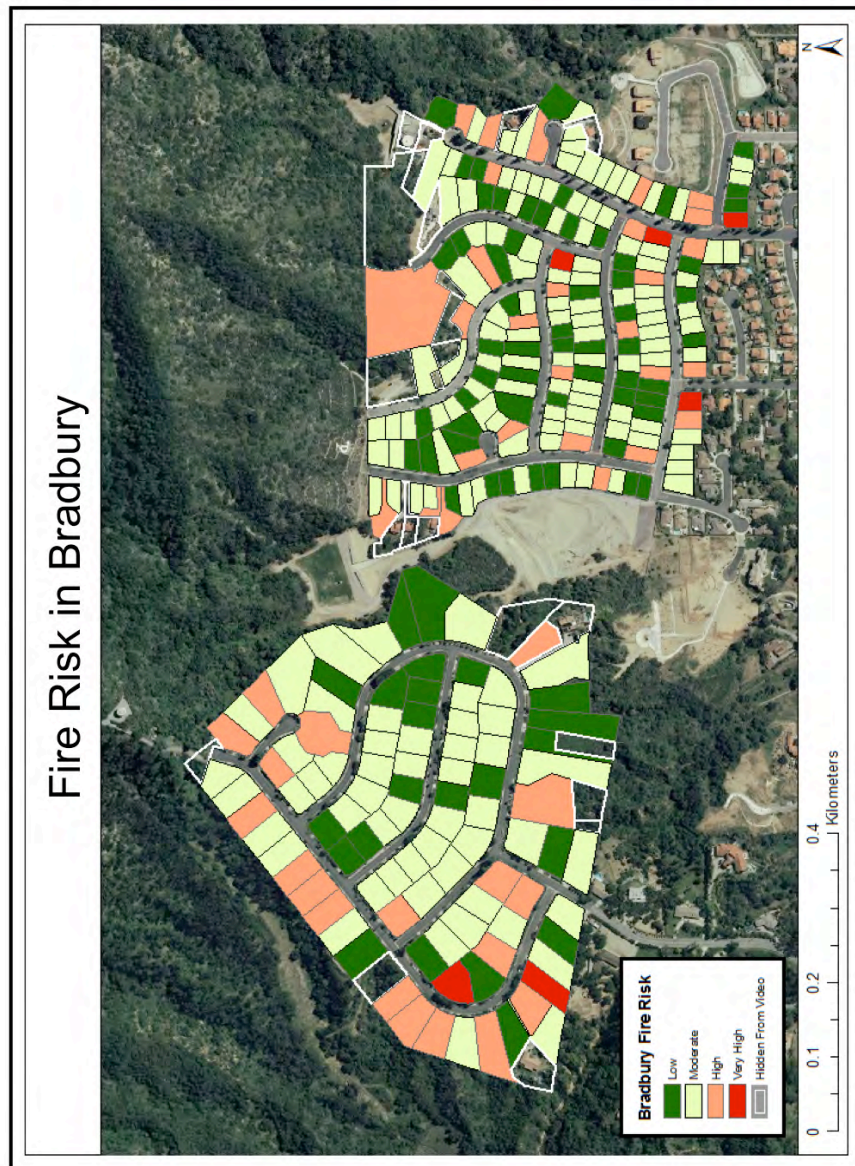 Fire Risk in Bradbury
N
Bradbury Fire Risk
Low
Moderate
High
Very High
Hidden From Video
0 0.1 0.2 0.4
Kilometers